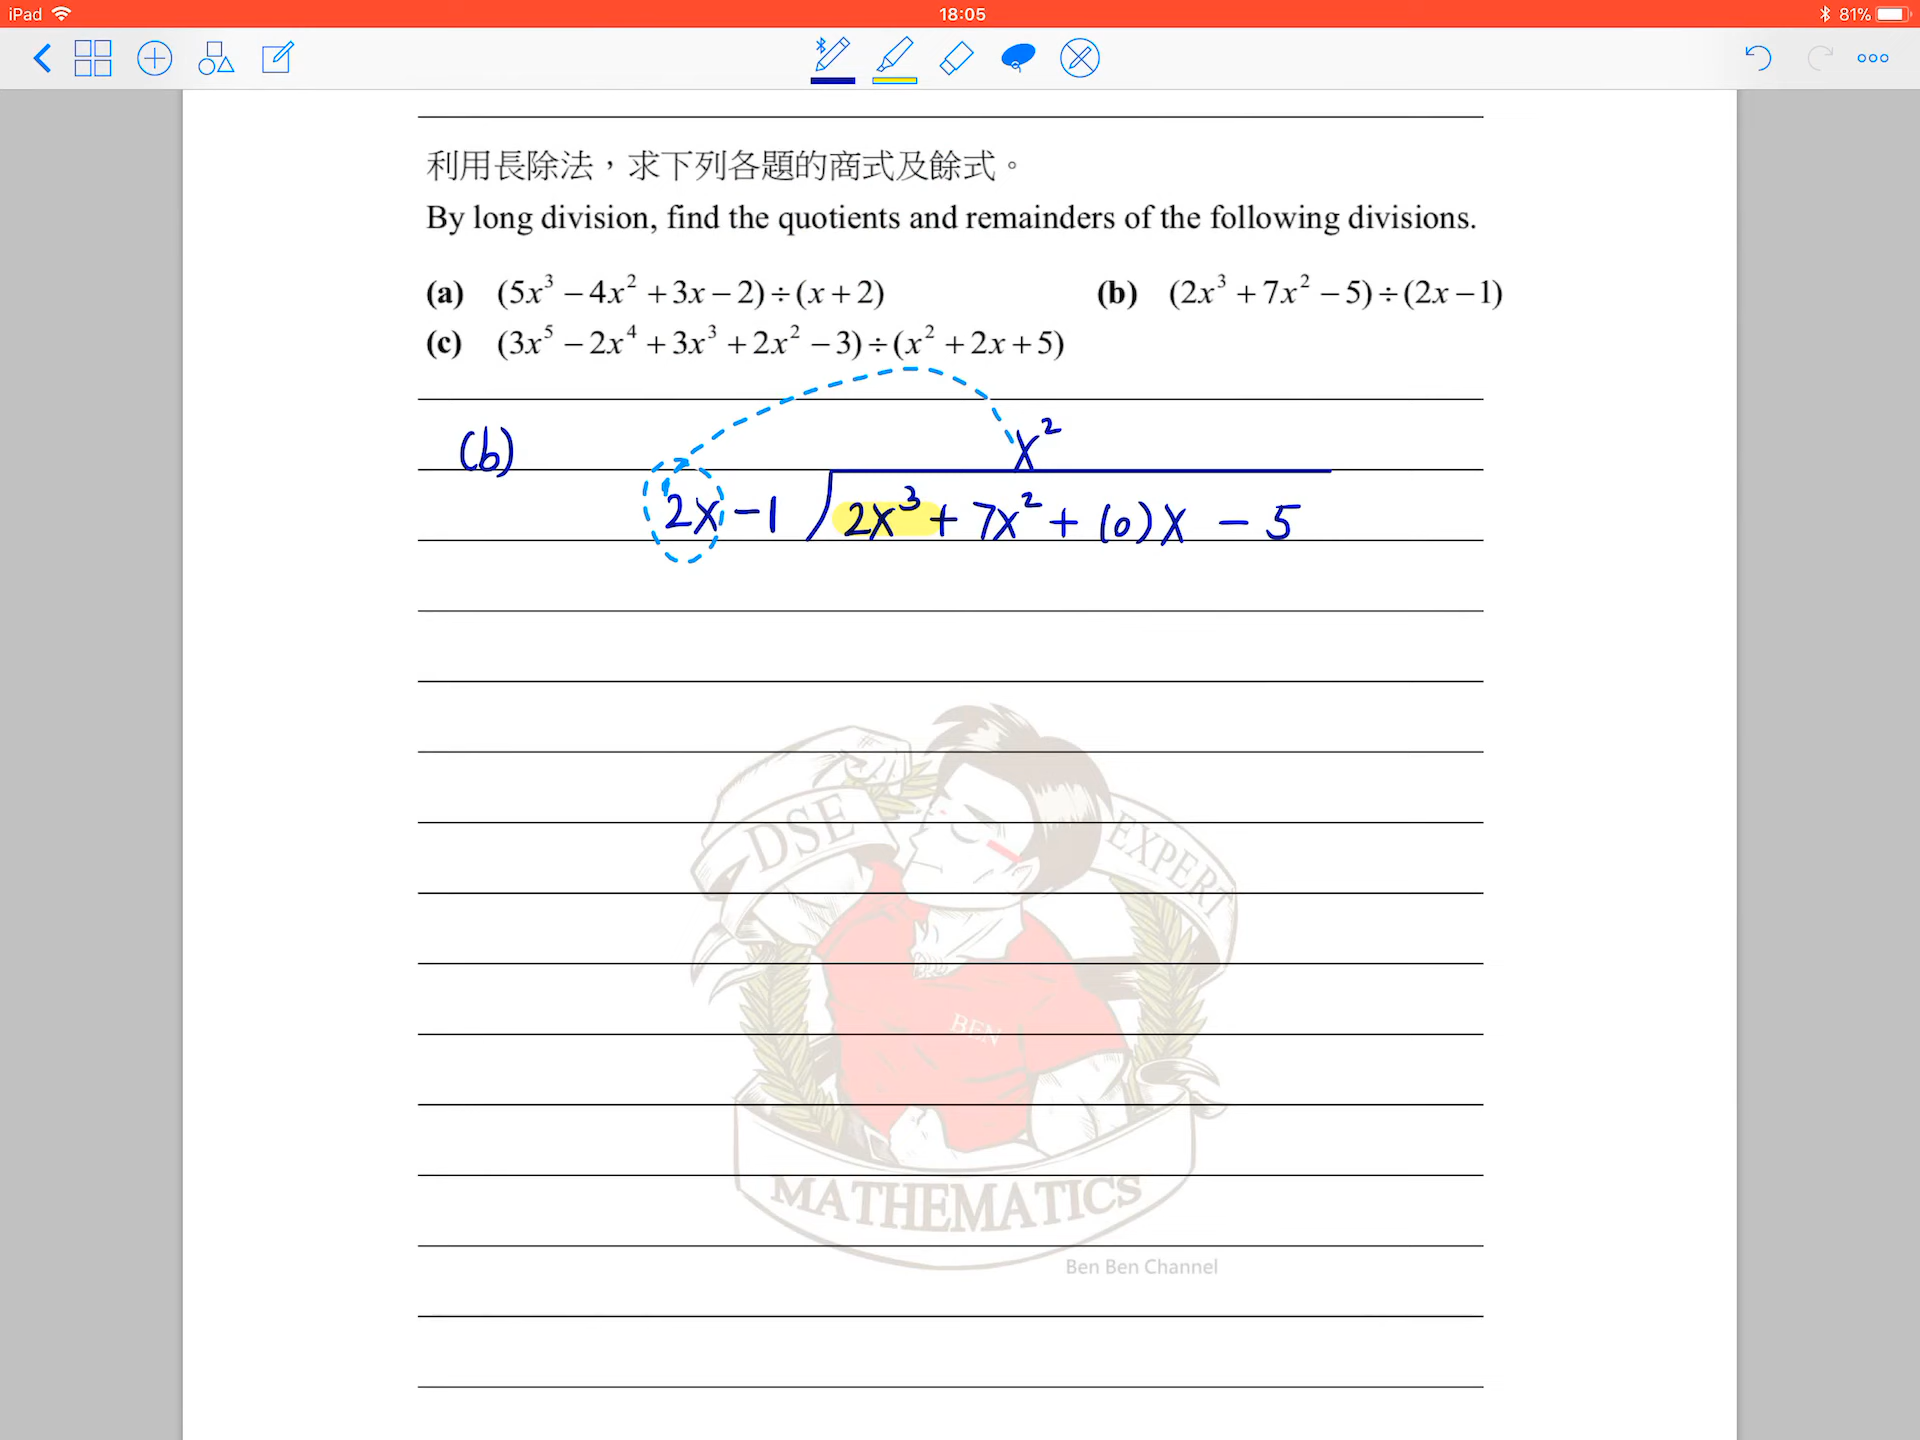 iPad 18:05 81%
利用長除法，求下列各題的商式及餘式。
By long division, find the quotients and remainders of the following divisions.
(a) (5x³ − 4x² + 3x − 2) ÷ (x + 2) (b) (2x³ + 7x² − 5) ÷ (2x − 1)
(c) (3x⁵ − 2x⁴ + 3x³ + 2x² − 3) ÷ (x² + 2x + 5)
(b) x²
2x − 1 2x³ + 7x² + (0)x − 5
DSE EXPERT
BEN
MATHEMATICS
Ben Ben Channel